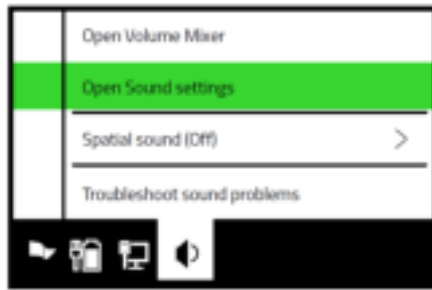 Open Volume Mixer
Open Sound settings
Spatial sound (Off)
Troubleshoot sound problems